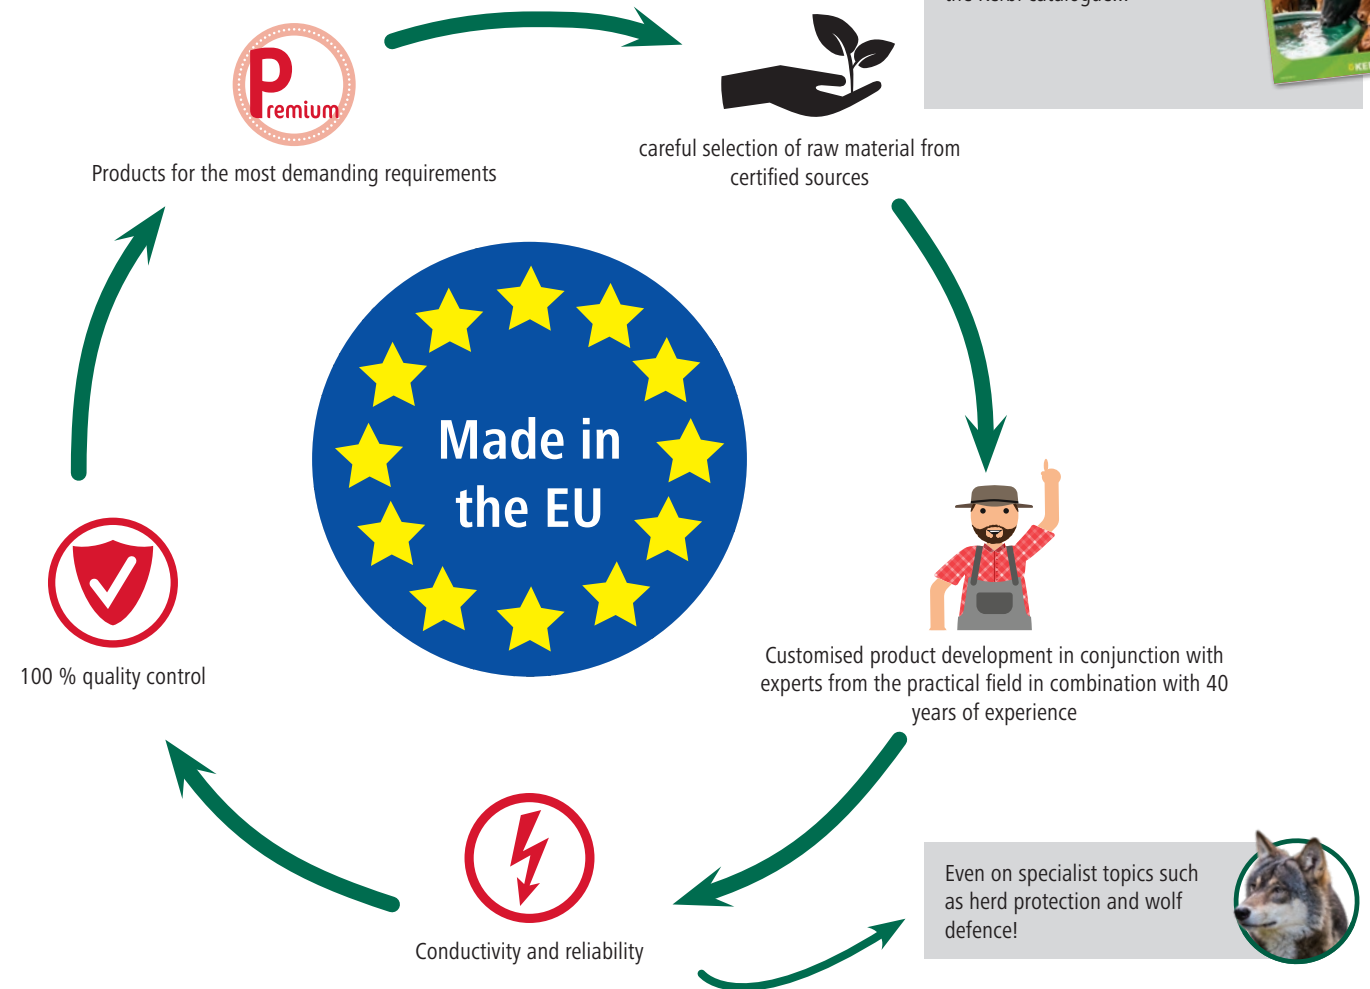 Premium
Products for the most demanding requirements
careful selection of raw material from
certified sources
Made in
the EU
Customised product development in conjunction with
experts from the practical field in combination with 40
years of experience
100 % quality control
Conductivity and reliability
Even on specialist topics such
as herd protection and wolf
defence!